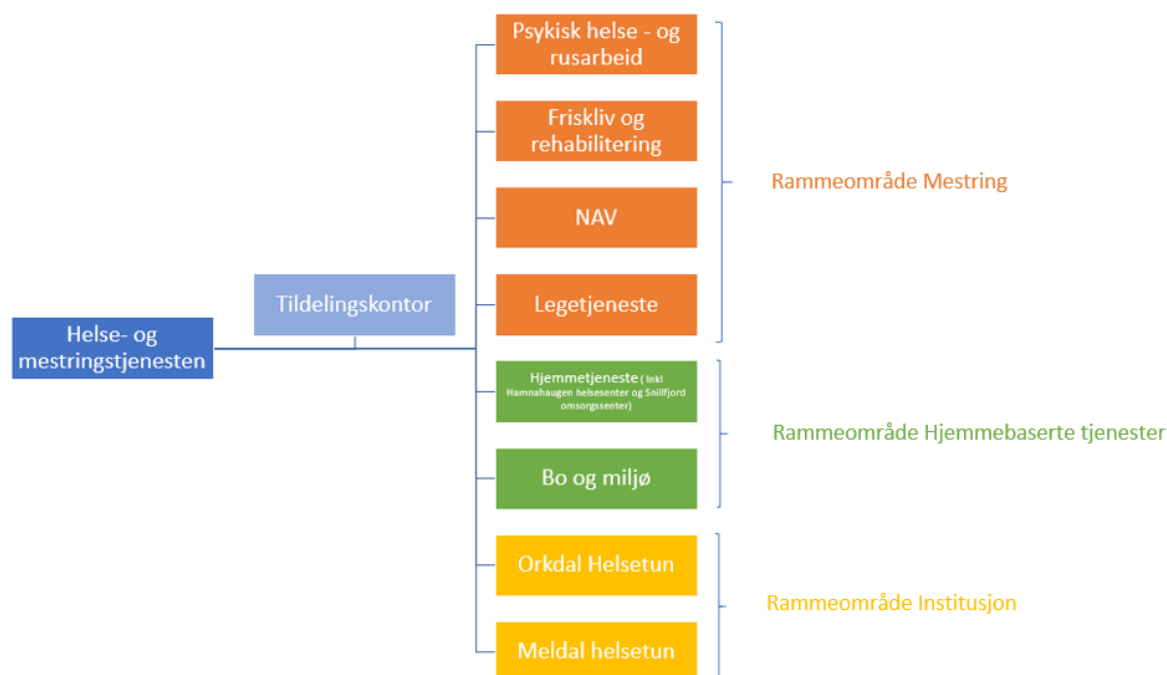 Psykisk helse - og
rusarbeid
Friskliv og
rehabilitering
Rammeområde Mestring
NAV
Tildelingskontor
Legetjeneste
Helse- og
mestringstjenesten
Hjemmetjeneste ( Inkl
Hamnahaugen helsesenter og Snillfjord
omsorgssenter)
Rammeområde Hjemmebaserte tjenester
Bo og miljø
Orkdal Helsetun
Rammeområde Institusjon
Meldal helsetun